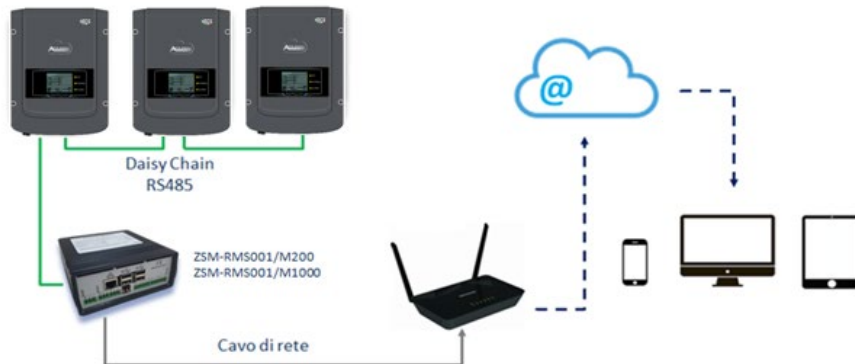 @
Daisy Chain
RS485
ZSM-RMS001/M200
ZSM-RMS001/M1000
Cavo di rete